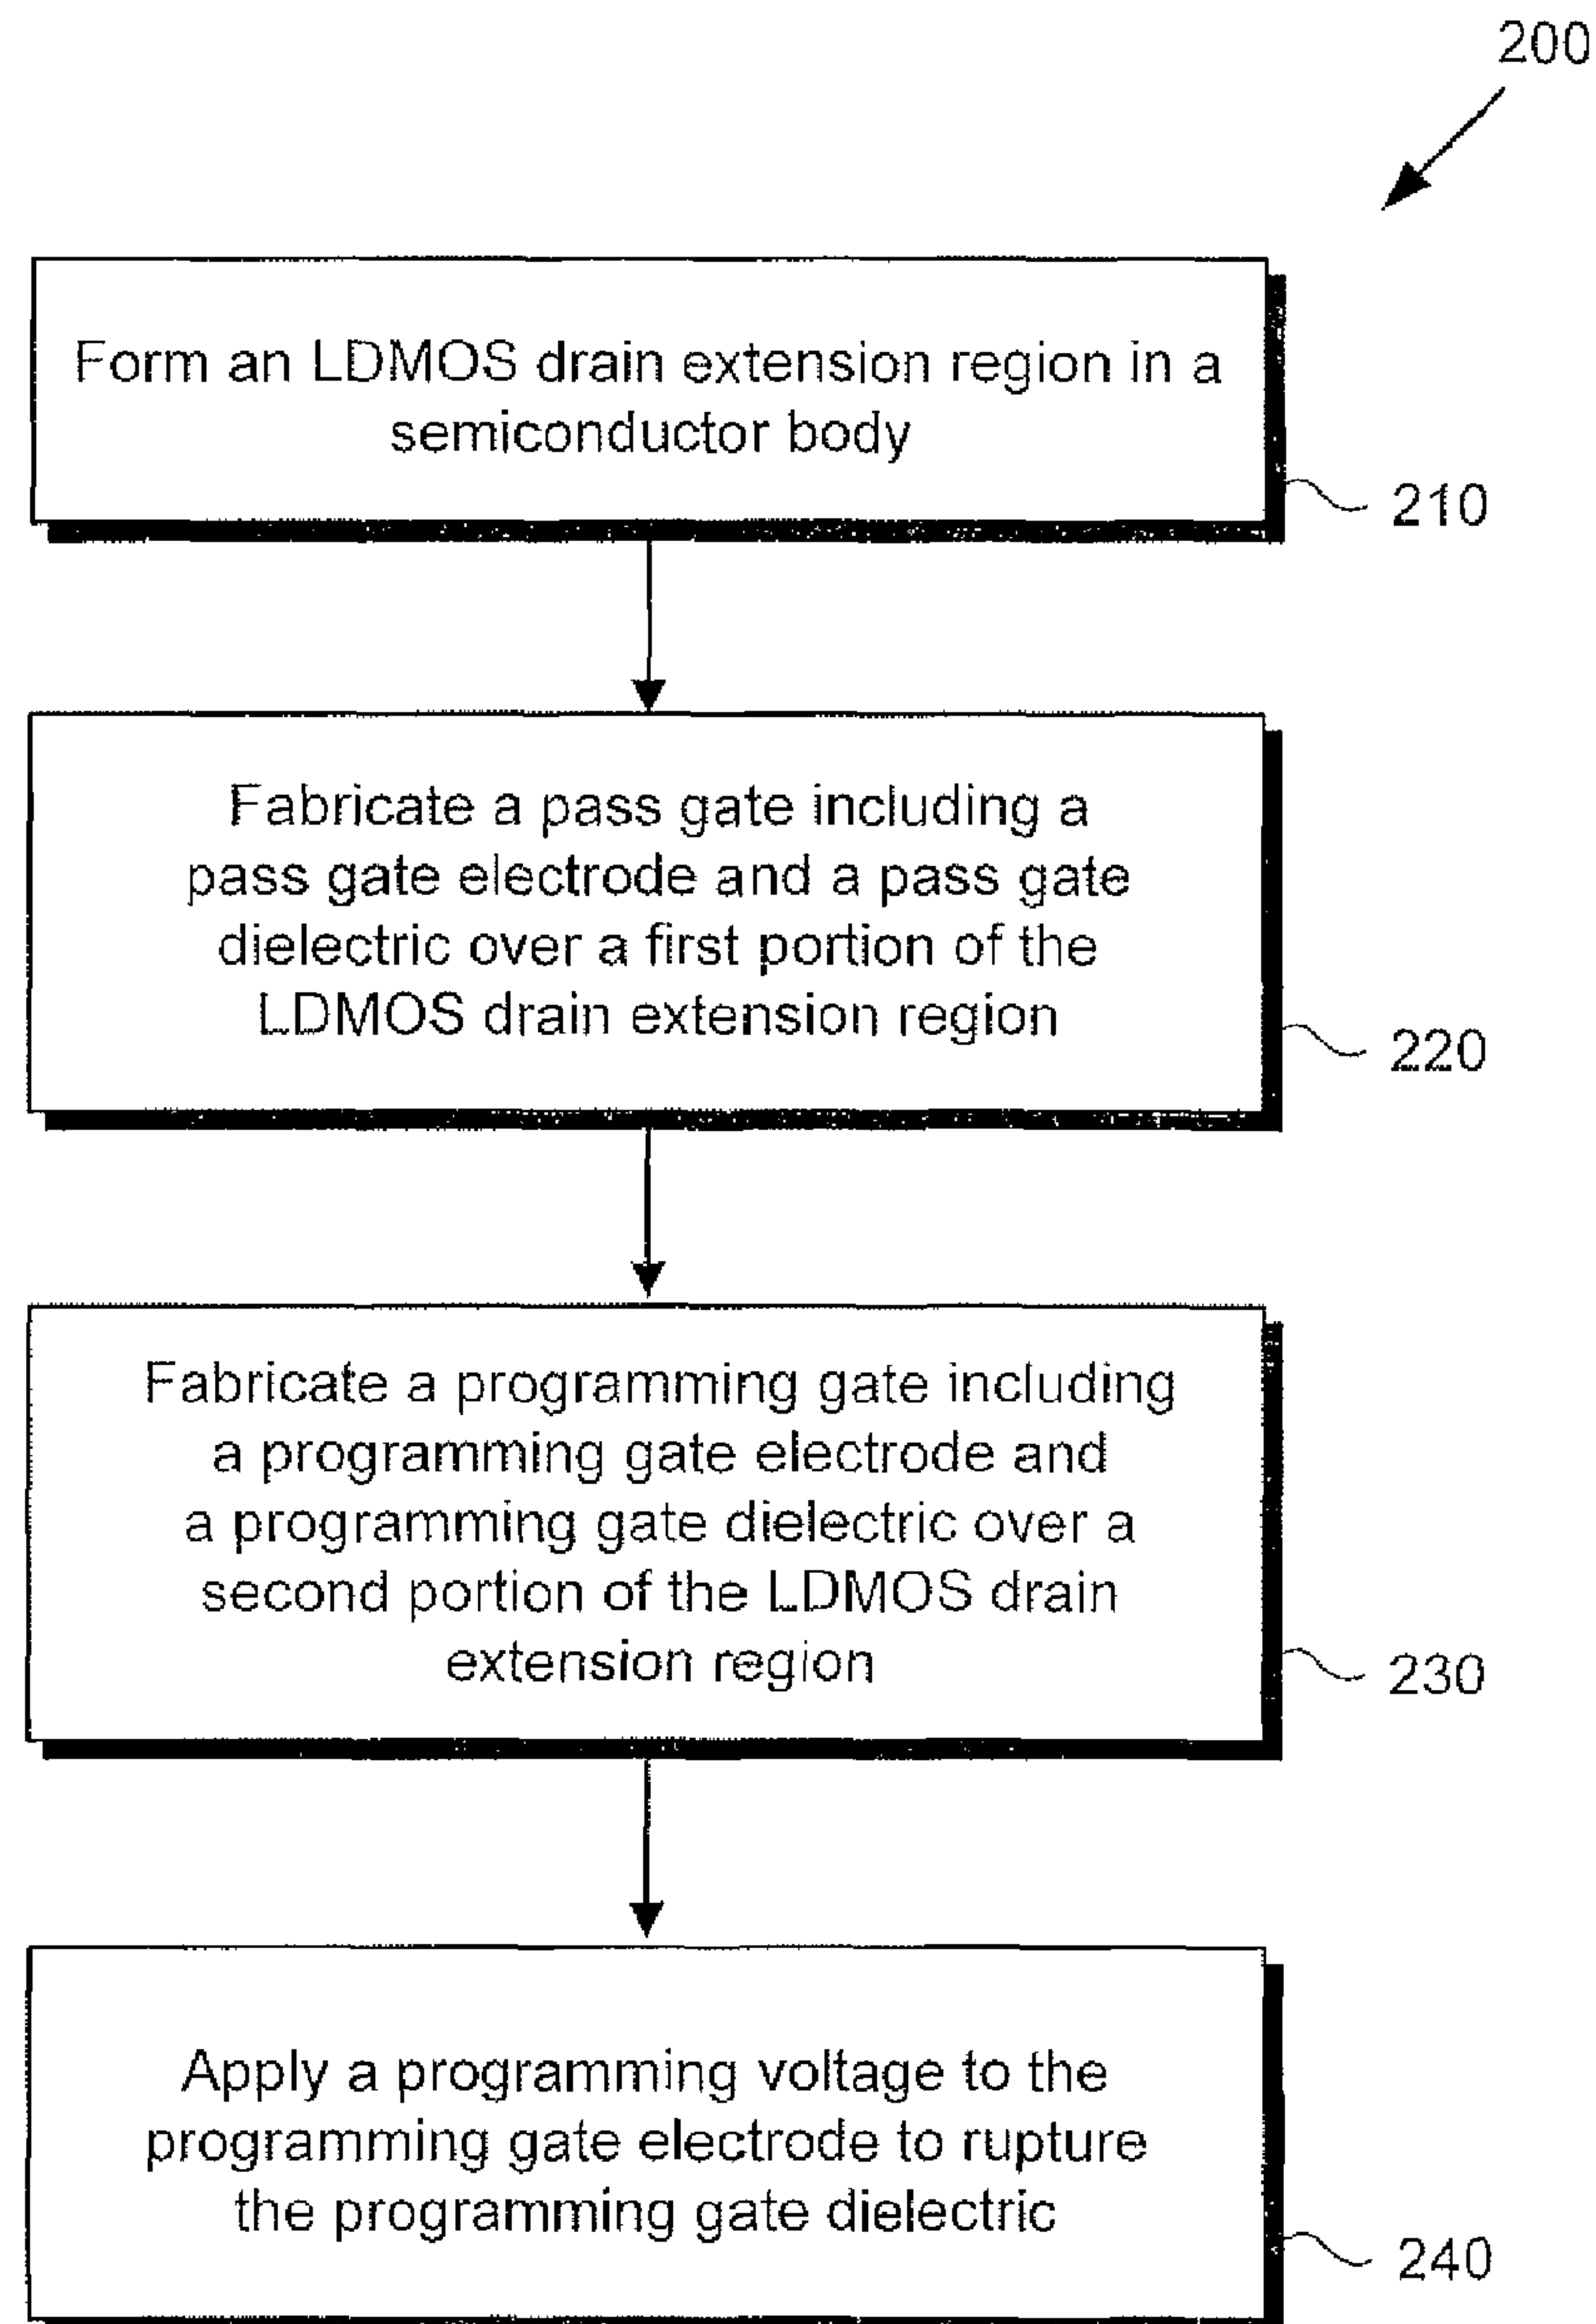 200
Form an LDMOS drain extension region in a
semiconductor body
210
Fabricate a pass gate including a
pass gate electrode and a pass gate
dielectric over a first portion of the
LDMOS drain extension region
220
Fabricate a programming gate including
a programming gate electrode and
a programming gate dielectric over a
second portion of the LDMOS drain
extension region
230
Apply a programming voltage to the
programming gate electrode to rupture
the programming gate dielectric
240